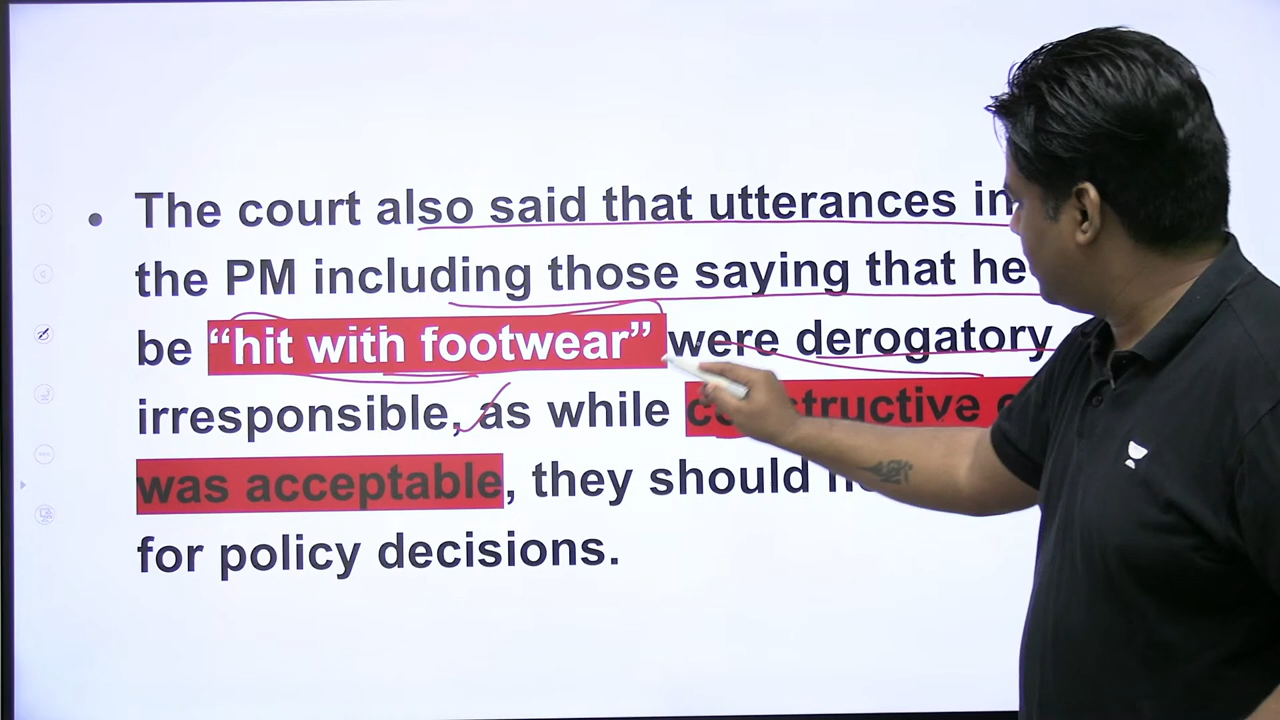 • The court also said that utterances in
the PM including those saying that he
be “hit with footwear” were derogatory
irresponsible, as while constructive
was acceptable, they should
for policy decisions.